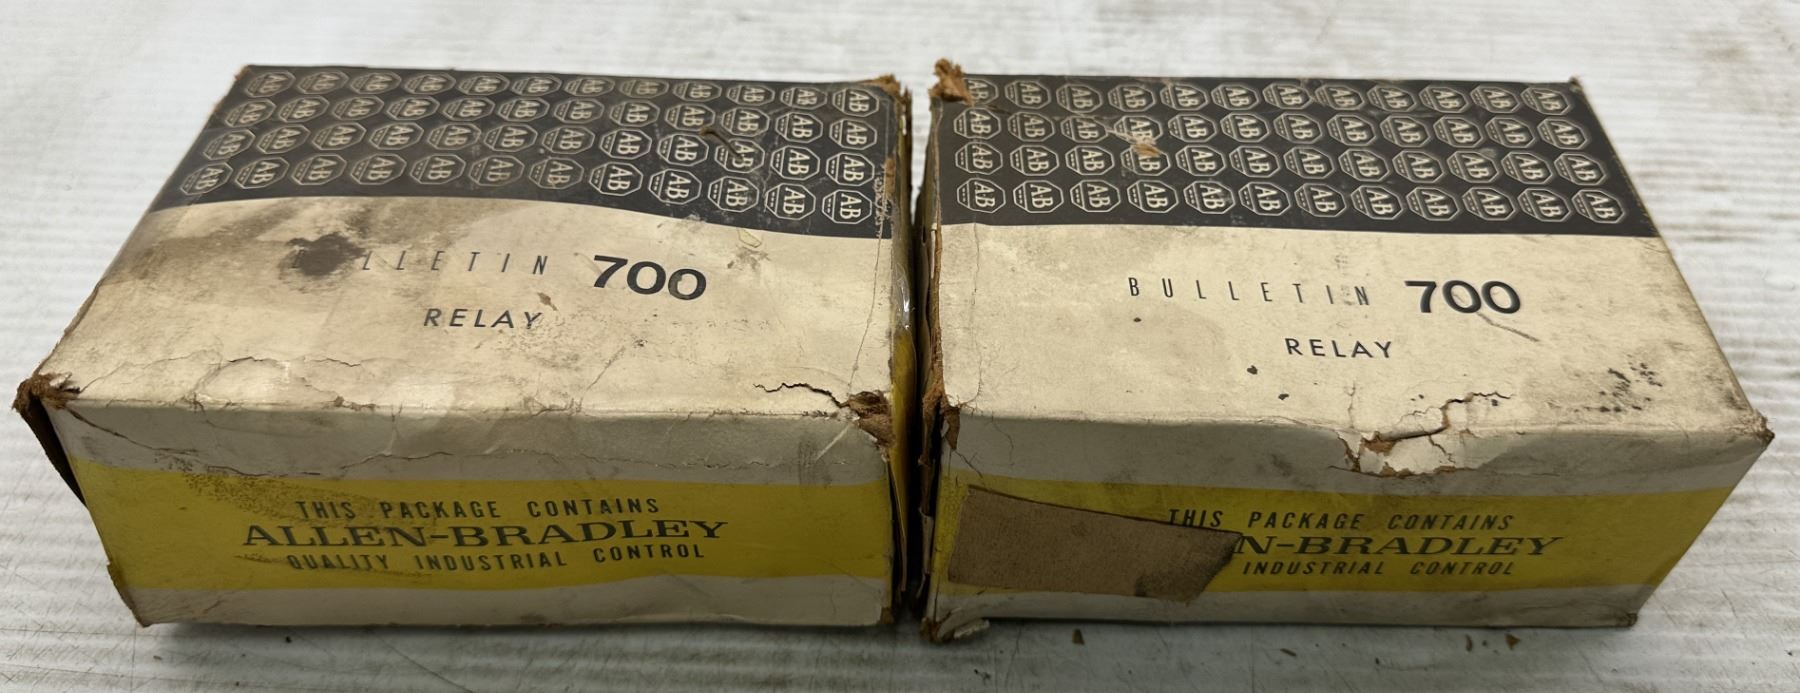 BULLETIN 700
RELAY
THIS PACKAGE CONTAINS
ALLEN-BRADLEY
QUALITY INDUSTRIAL CONTROL
BULLETIN 700
RELAY
THIS PACKAGE CONTAINS
N-BRADLEY
INDUSTRIAL CONTROL
AB